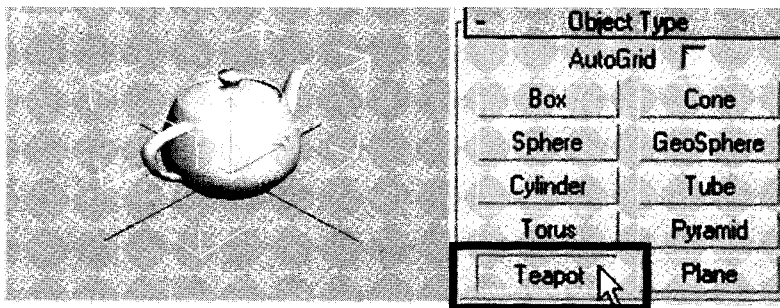 - Object Type
AutoGrid
Box Cone
Sphere GeoSphere
Cylinder Tube
Torus Pyramid
Teapot Plane